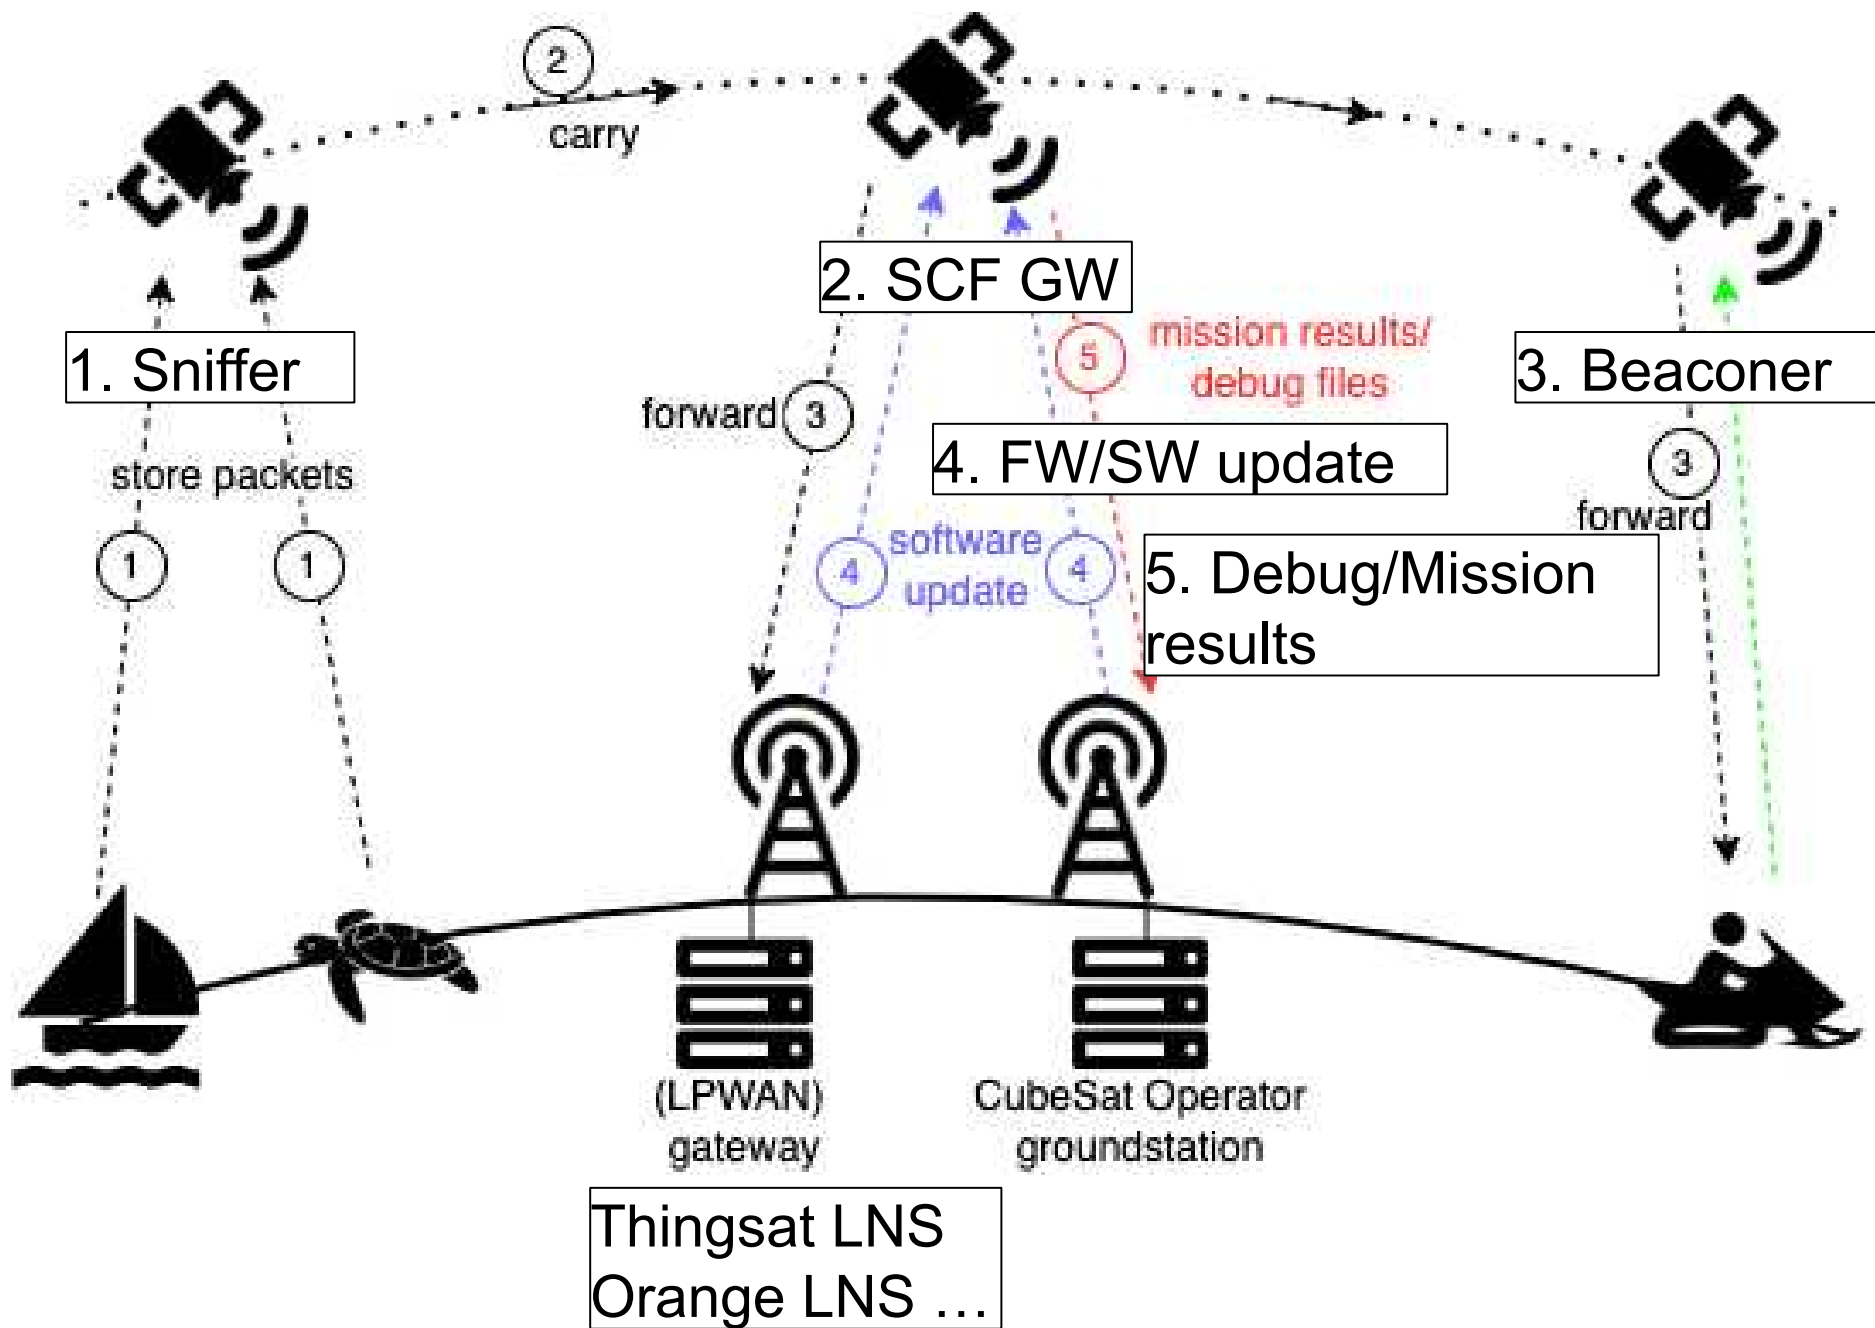 2
carry
1. Sniffer
2. SCF GW
3. Beaconer
5
mission results/
debug files
forward
3
4. FW/SW update
store packets
3
forward
1
1
4
software
update
4
5. Debug/Mission
results
(LPWAN)
gateway
CubeSat Operator
groundstation
Thingsat LNS
Orange LNS …